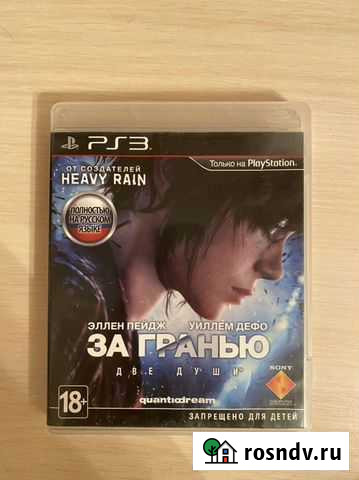 PS3
Только на PlayStation
ОТ СОЗДАТЕЛЕЙ
HEAVY RAIN
ПОЛНОСТЬЮ
НА РУССКОМ
ЯЗЫКЕ
ЭЛЛЕН ПЕЙДЖ УИЛЛЕМ ДЕФО
ЗА ГРАНЬЮ
ДВЕ ДУШИ
SONY
18+
quanticdream
ЗАПРЕЩЕНО ДЛЯ ДЕТЕЙ
rosndv.ru